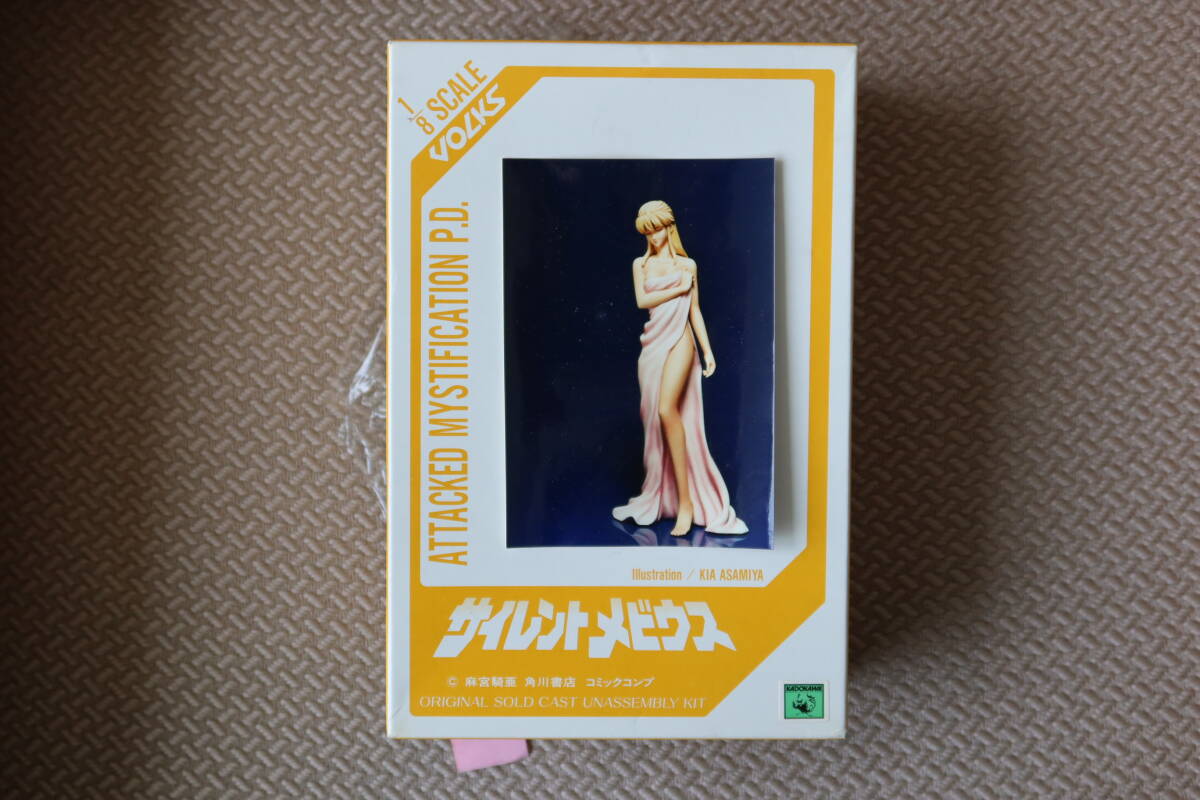 1/8 SCALE
VOLKS
ATTACKED MYSTIFICATION P.D.
Illustration / KIA ASAMIYA
サイレントメビウス
© 麻宮騎亜 角川書店 コミックコンプ
ORIGINAL SOLD CAST UNASSEMBLY KIT
KADOKAWA